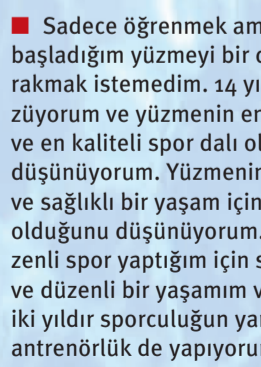 ■ Sadece öğrenmek am
başladığım yüzmeyi bir d
rakmak istemedim. 14 yı
züyorum ve yüzmenin en
ve en kaliteli spor dalı ol
düşünüyorum. Yüzmenin
ve sağlıklı bir yaşam için
olduğunu düşünüyorum.
zenli spor yaptığım için s
ve düzenli bir yaşamım v
iki yıldır sporculuğun yan
antrenörlük de yapıyorum